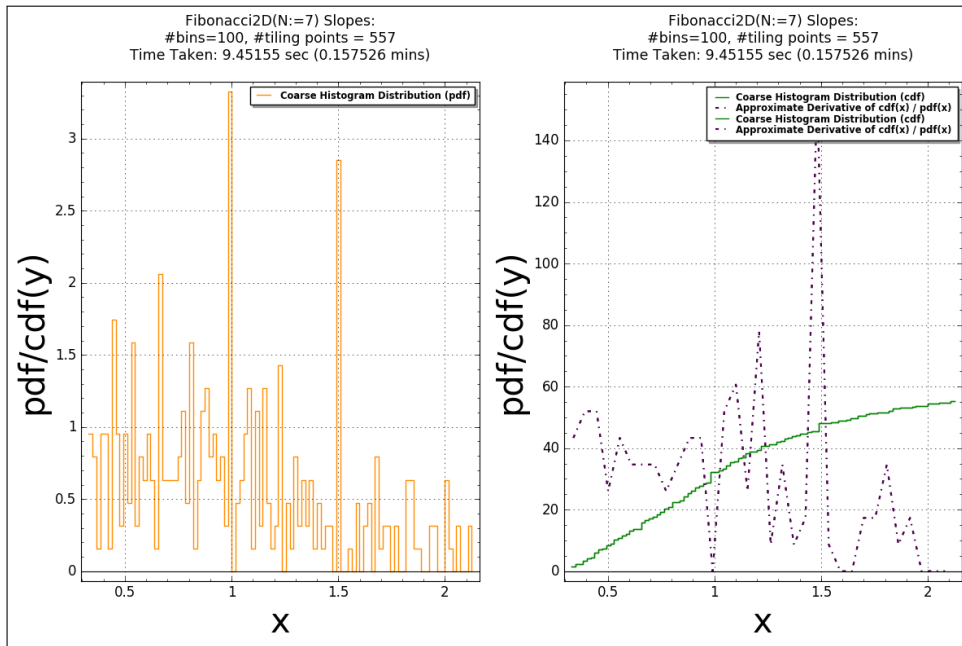 Fibonacci2D(N:=7) Slopes:
#bins=100, #tiling points = 557
Time Taken: 9.45155 sec (0.157526 mins)
Coarse Histogram Distribution (pdf)
3
2.5
2
1.5
1
0.5
0
pdf/cdf(y)
0.5
1
1.5
2
x
Fibonacci2D(N:=7) Slopes:
#bins=100, #tiling points = 557
Time Taken: 9.45155 sec (0.157526 mins)
Coarse Histogram Distribution (cdf)
Approximate Derivative of cdf(x) / pdf(x)
Coarse Histogram Distribution (cdf)
Approximate Derivative of cdf(x) / pdf(x)
140
120
100
80
60
40
20
0
pdf/cdf(y)
0.5
1
1.5
2
x